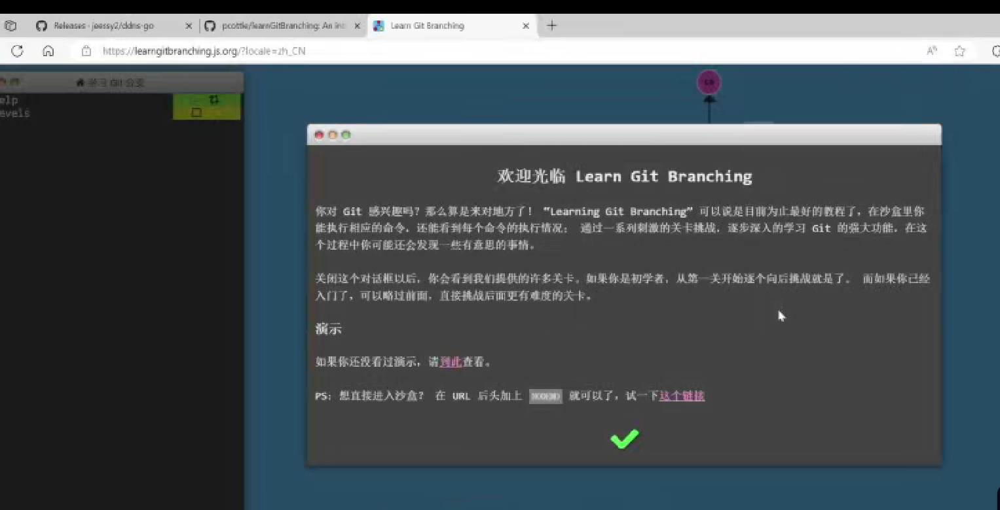 Releases · jeessy2/ddns-go
pcottle/learnGitBranching: An int
Learn Git Branching
https://learngitbranching.js.org/?locale=zh_CN
学习 Git 分支
elp
evels
欢迎光临 Learn Git Branching
你对 Git 感兴趣吗？那么算是来对地方了！ “Learning Git Branching” 可以说是目前为止最好的教程了，在沙盒里你
能执行相应的命令，还能看到每个命令的执行情况； 通过一系列刺激的关卡挑战，逐步深入的学习 Git 的强大功能，在这
个过程中你可能还会发现一些有意思的事情。
关闭这个对话框以后，你会看到我们提供的许多关卡。如果你是初学者，从第一关开始逐个向后挑战就是了。 而如果你已经
入门了，可以略过前面，直接挑战后面更有难度的关卡。
演示
如果你还没看过演示，请到此查看。
PS: 想直接进入沙盒？ 在 URL 后头加上 就可以了，试一下这个链接